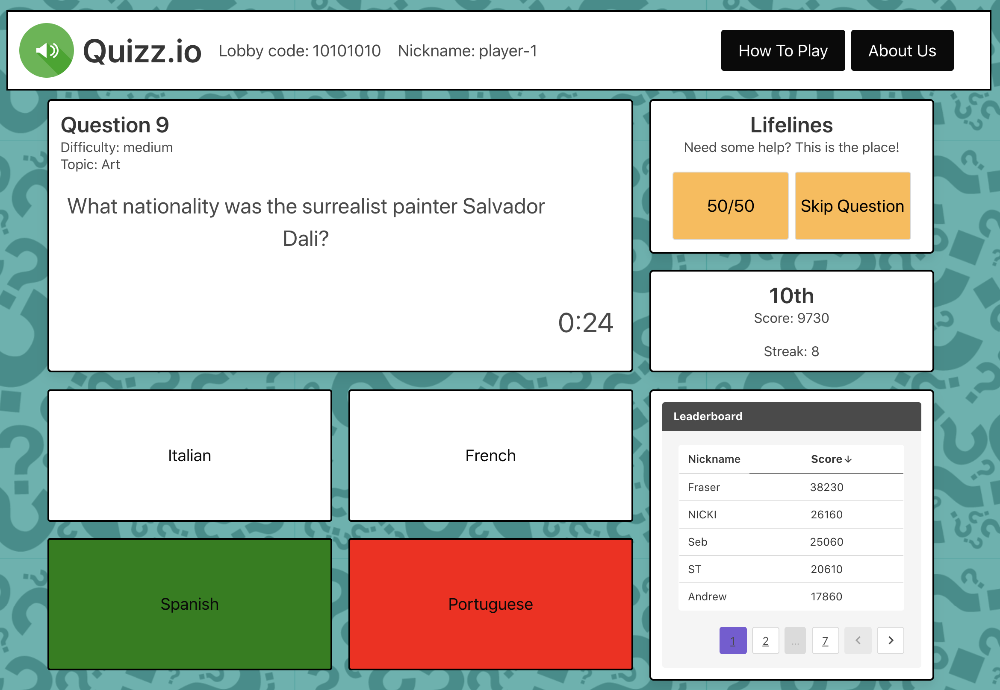 Quizz.io Lobby code: 10101010 Nickname: player-1 How To Play About Us
Question 9
Difficulty: medium
Topic: Art
What nationality was the surrealist painter Salvador
Dali?
0:24
Lifelines
Need some help? This is the place!
50/50 Skip Question
10th
Score: 9730
Streak: 8
Italian
French
Spanish
Portuguese
Leaderboard
Nickname Score↓
Fraser 38230
NICKI 26160
Seb 25060
ST 20610
Andrew 17860
1 2 ... 7